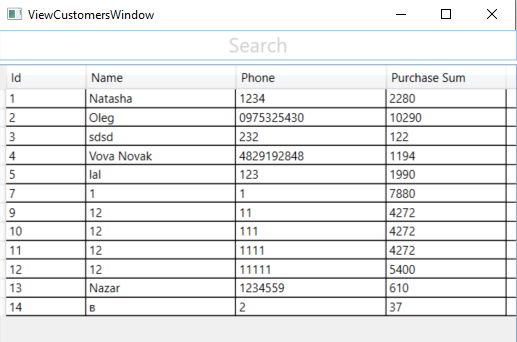 ViewCustomersWindow
Search
Id Name Phone Purchase Sum
1 Natasha 1234 2280
2 Oleg 0975325430 10290
3 sdsd 232 122
4 Vova Novak 4829192848 1194
5 lal 123 1990
7 1 1 7880
9 12 11 4272
10 12 111 4272
11 12 1111 4272
12 12 11111 5400
13 Nazar 1234559 610
14 в 2 37